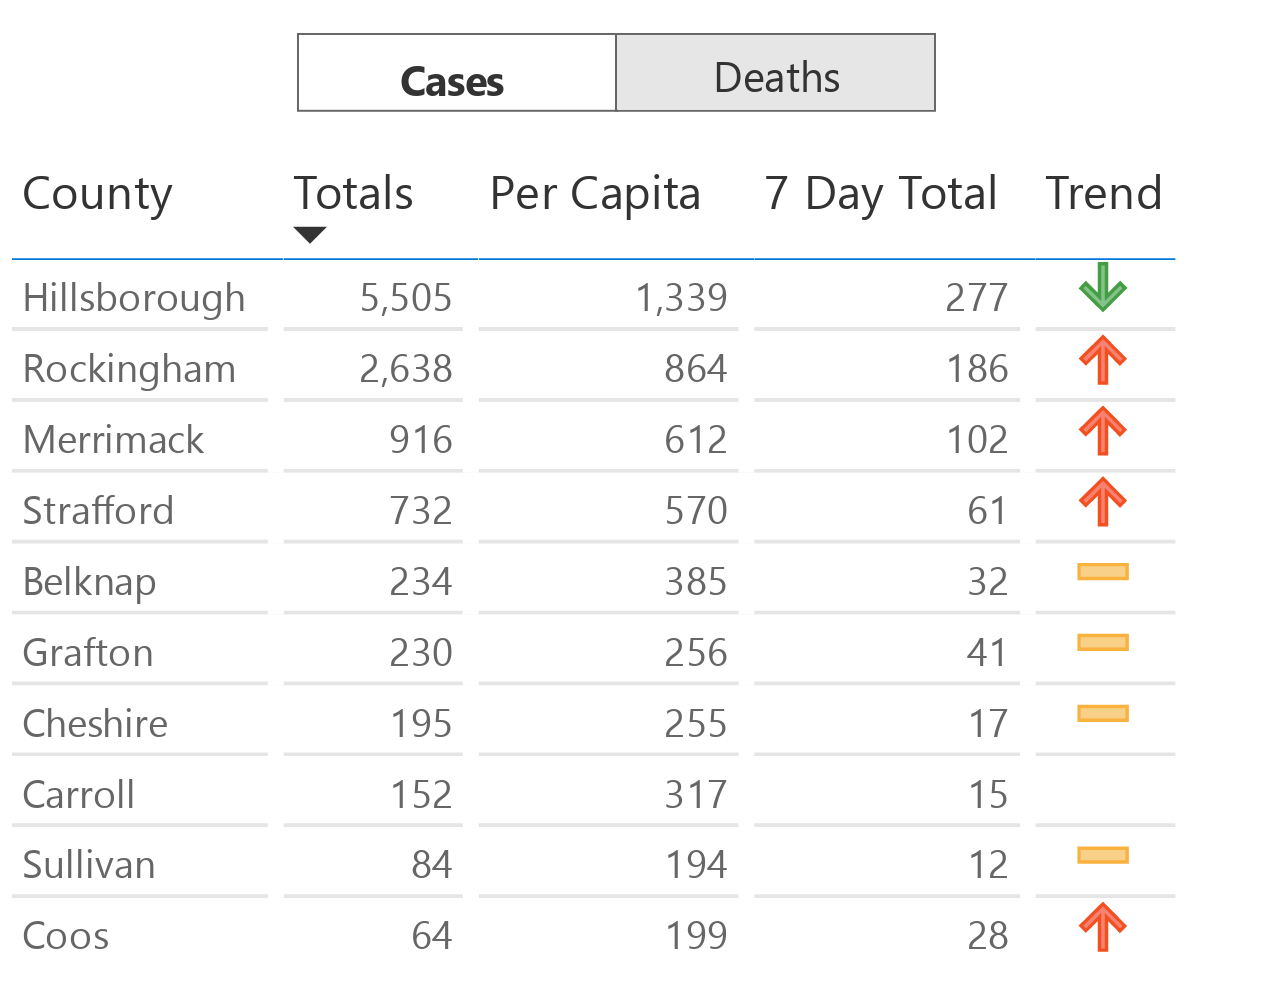 Cases Deaths
County Totals Per Capita 7 Day Total Trend
Hillsborough 5,505 1,339 277
Rockingham 2,638 864 186
Merrimack 916 612 102
Strafford 732 570 61
Belknap 234 385 32
Grafton 230 256 41
Cheshire 195 255 17
Carroll 152 317 15
Sullivan 84 194 12
Coos 64 199 28